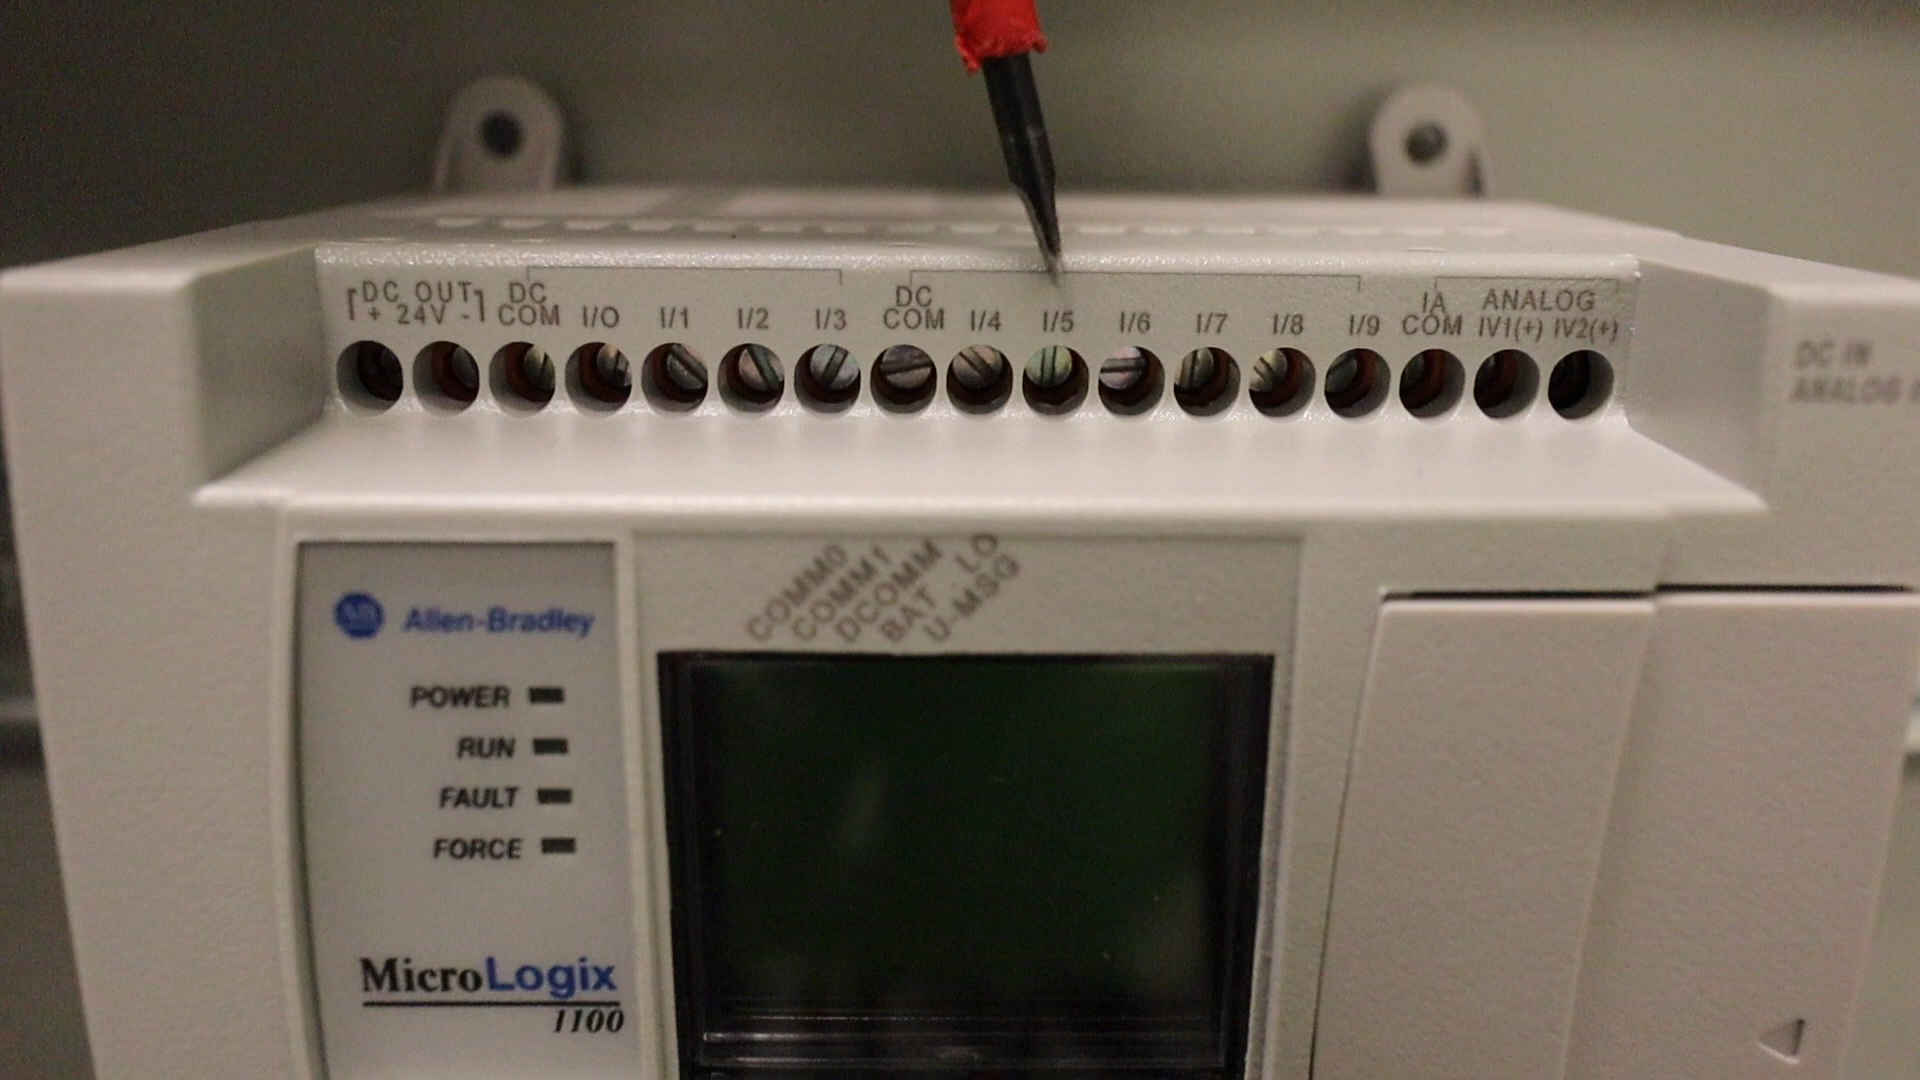 DC OUT
+ 24V -
DC
COM
I/0
I/1
I/2
I/3
DC
COM
I/4
I/5
I/6
I/7
I/8
I/9
IA
COM
ANALOG
IV1(+) IV2(+)
DC IN
ANALOG
COMM0
COMM1
DCOMM
BAT LO
U-MSG
AB
Allen-Bradley
POWER
RUN
FAULT
FORCE
MicroLogix
1100